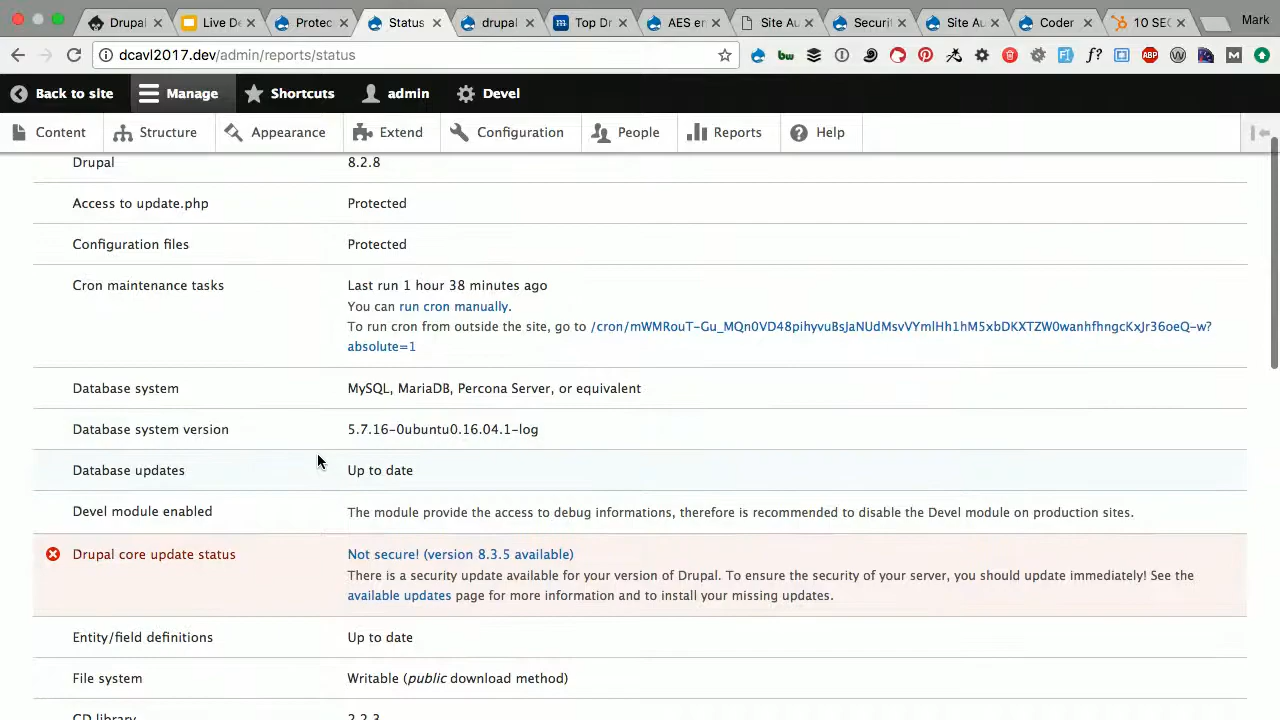 Drupal
Live De
Protec
Status
drupal
Top Dr
AES er
Site Au
Securi
Site Au
Coder
10 SEC
Mark
dcavl2017.dev/admin/reports/status
Back to site
Manage
Shortcuts
admin
Devel
Content
Structure
Appearance
Extend
Configuration
People
Reports
Help
Drupal 8.2.8
Access to update.php Protected
Configuration files Protected
Cron maintenance tasks Last run 1 hour 38 minutes ago
You can run cron manually.
To run cron from outside the site, go to /cron/mWMRouT-Gu_MQn0VD48pihyvuBsJaNUdMsvVYmlHh1hM5xbDKXTZW0wanhfhngcKxJr36oeQ-w?
absolute=1
Database system MySQL, MariaDB, Percona Server, or equivalent
Database system version 5.7.16-0ubuntu0.16.04.1-log
Database updates Up to date
Devel module enabled The module provide the access to debug informations, therefore is recommended to disable the Devel module on production sites.
Drupal core update status Not secure! (version 8.3.5 available)
There is a security update available for your version of Drupal. To ensure the security of your server, you should update immediately! See the
available updates page for more information and to install your missing updates.
Entity/field definitions Up to date
File system Writable (public download method)
GD library 2.2.3